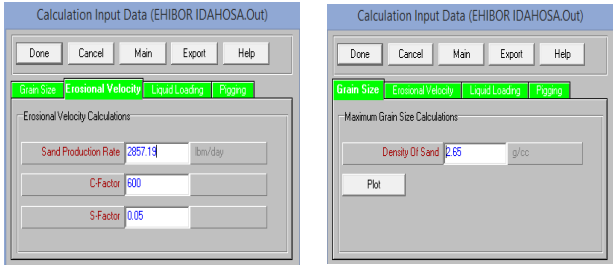 Calculation Input Data (EHIBOR IDAHOSA.Out)
Done Cancel Main Export Help
Grain Size Erosional Velocity Liquid Loading Pigging
Erosional Velocity Calculations
Sand Production Rate 2857.19 lbm/day
C-Factor 600
S-Factor 0.05
Calculation Input Data (EHIBOR IDAHOSA.Out)
Done Cancel Main Export Help
Grain Size Erosional Velocity Liquid Loading Pigging
Maximum Grain Size Calculations
Density Of Sand 2.65 g/cc
Plot